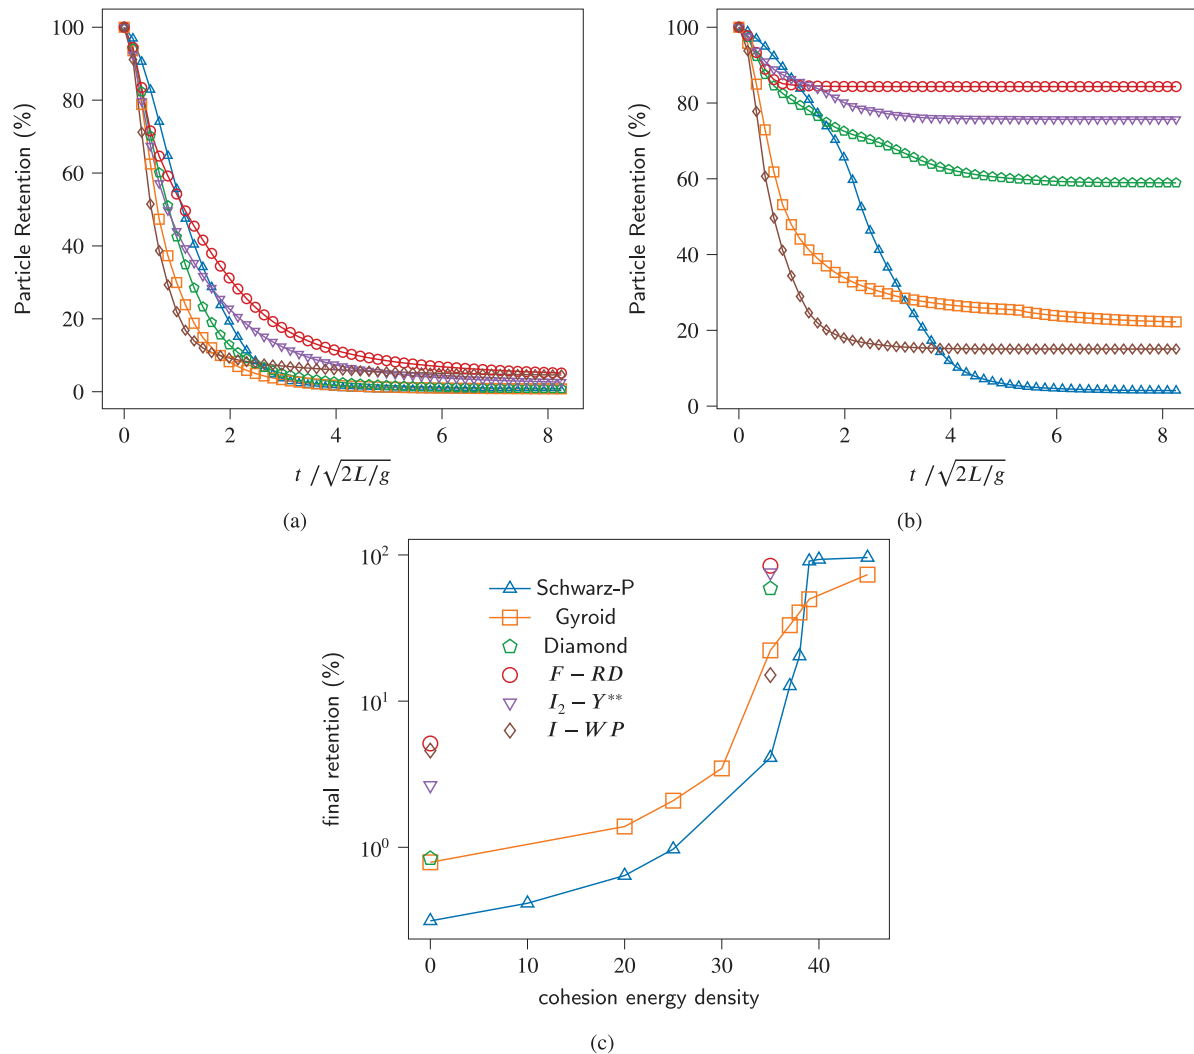 Particle Retention (%)
100
80
60
40
20
0
0 2 4 6 8
t /√2L/g
(a)
Particle Retention (%)
100
80
60
40
20
0
0 2 4 6 8
t /√2L/g
(b)
final retention (%)
10²
10¹
10⁰
Schwarz-P
Gyroid
Diamond
F − RD
I₂ − Y**
I − WP
0 10 20 30 40
cohesion energy density
(c)